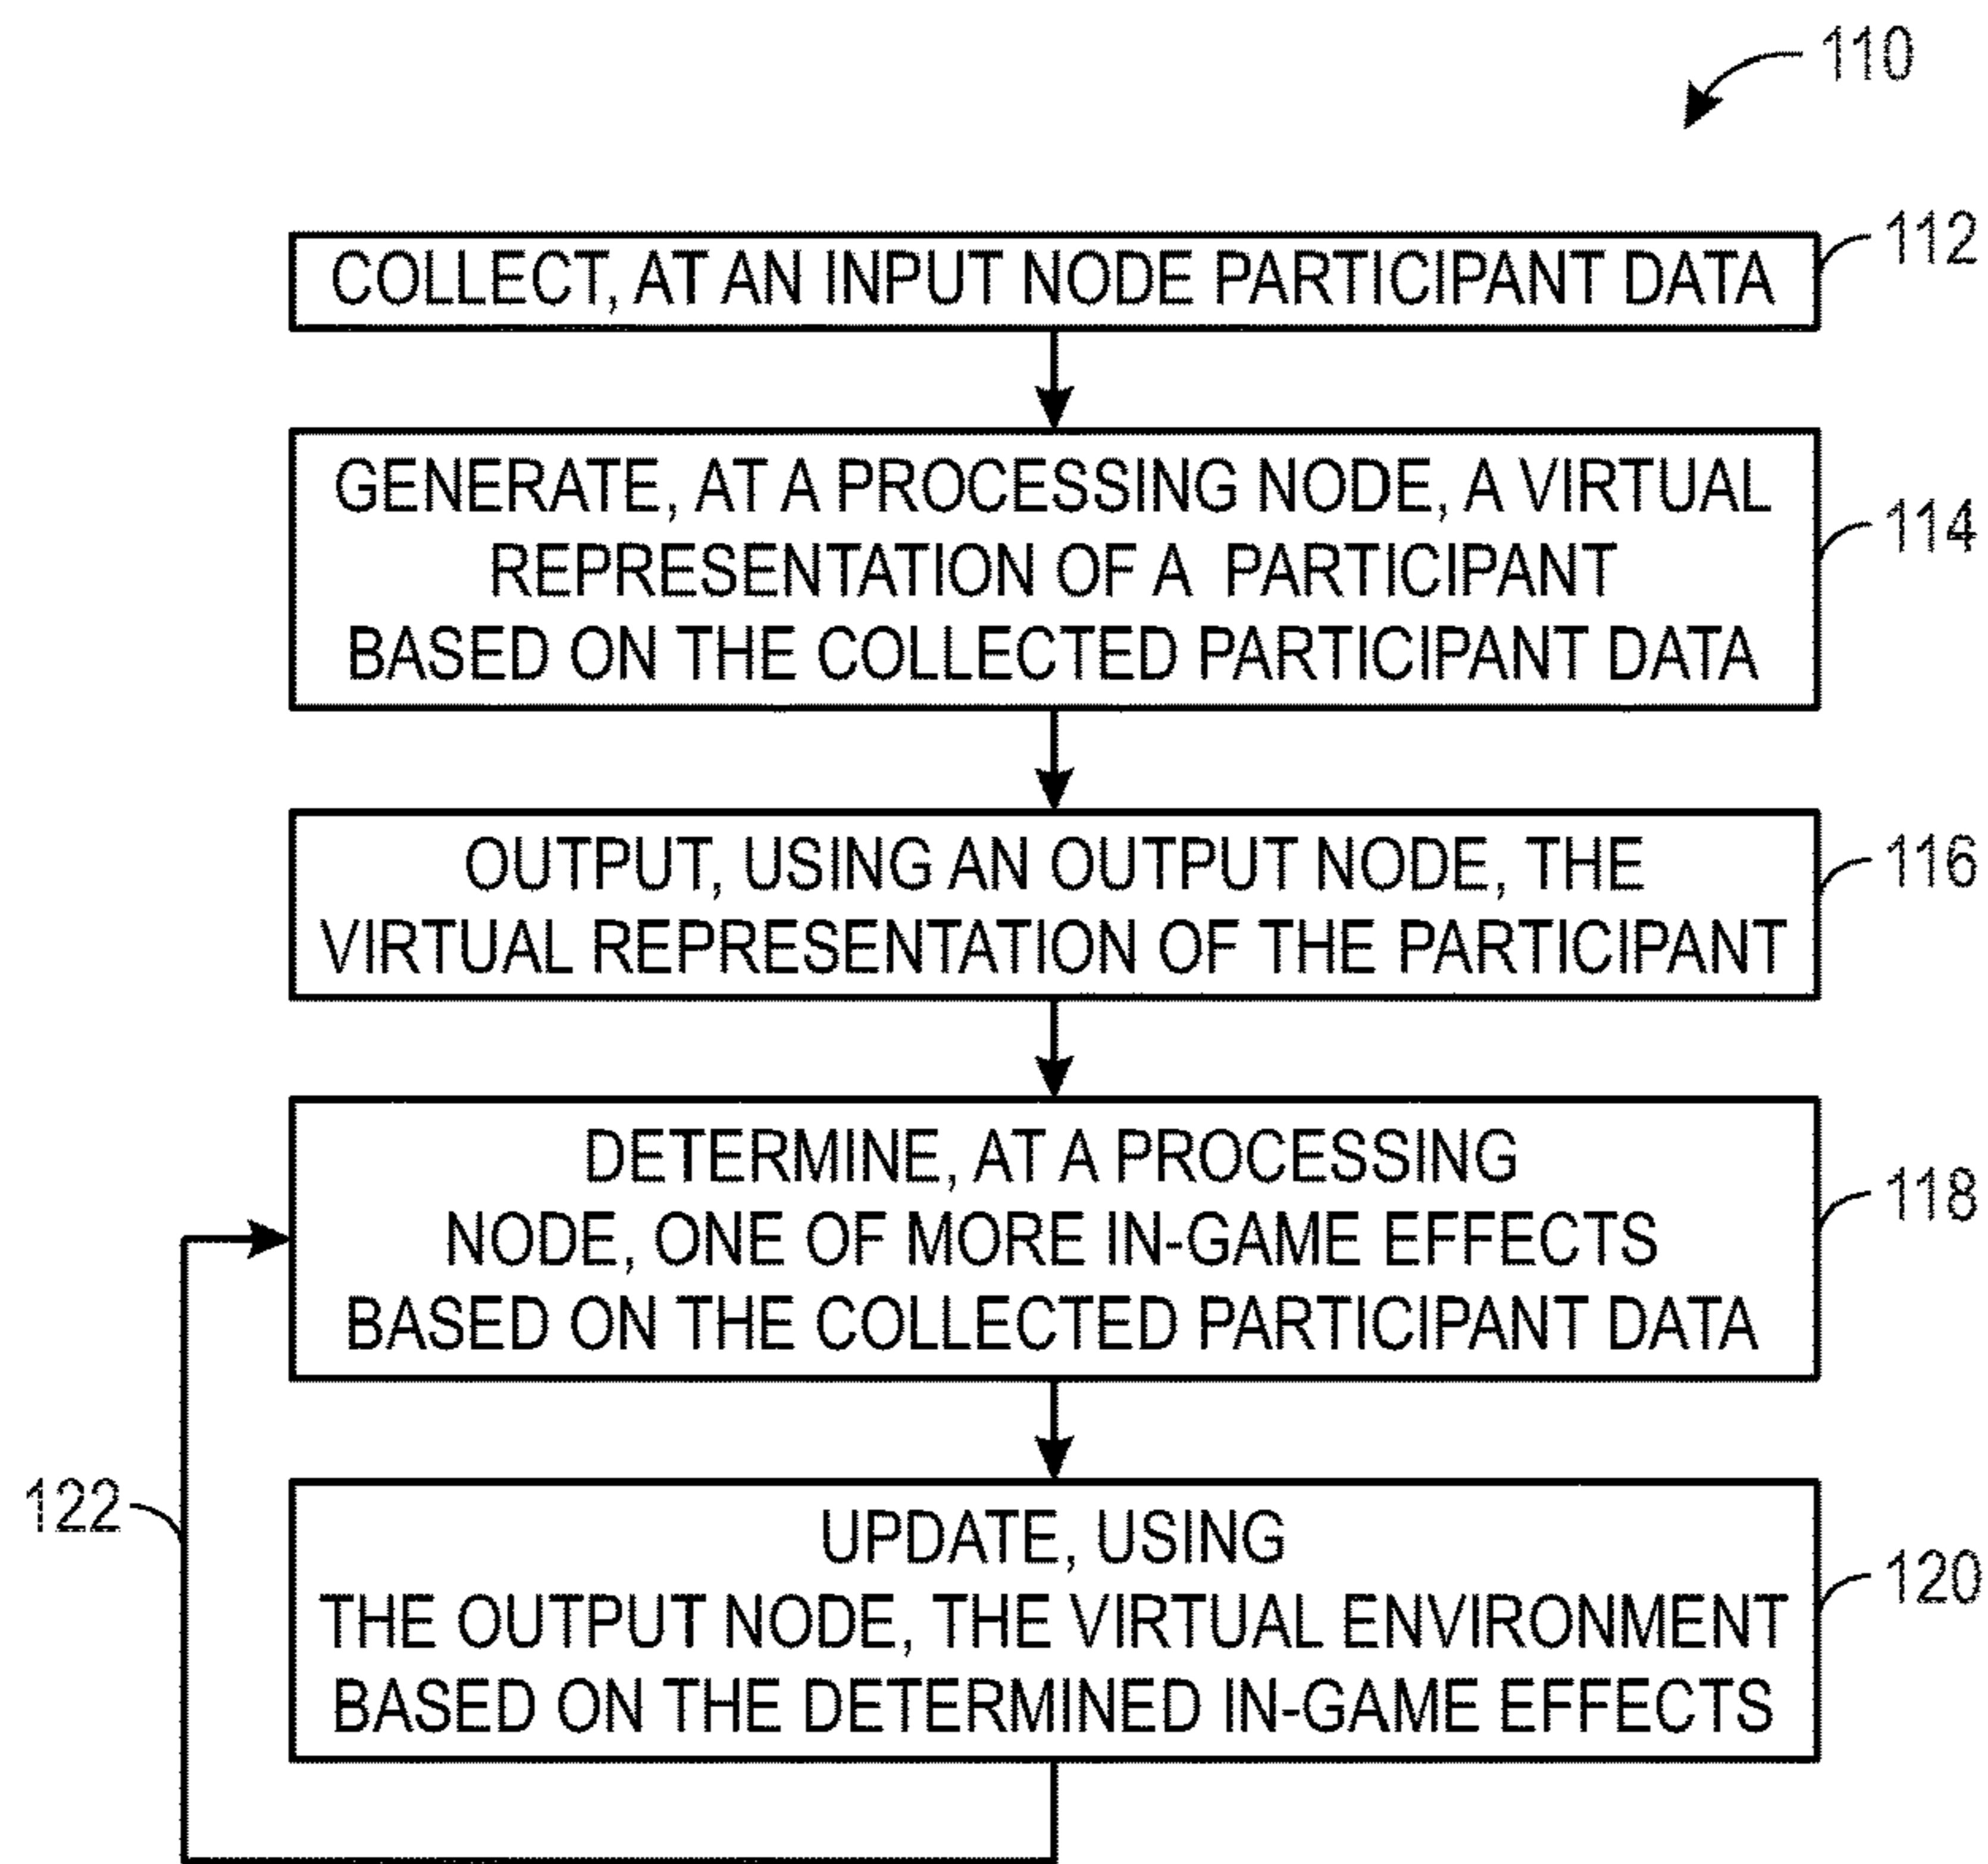 110
COLLECT, AT AN INPUT NODE PARTICIPANT DATA
112
GENERATE, AT A PROCESSING NODE, A VIRTUAL
REPRESENTATION OF A PARTICIPANT
BASED ON THE COLLECTED PARTICIPANT DATA
114
OUTPUT, USING AN OUTPUT NODE, THE
VIRTUAL REPRESENTATION OF THE PARTICIPANT
116
DETERMINE, AT A PROCESSING
NODE, ONE OF MORE IN-GAME EFFECTS
BASED ON THE COLLECTED PARTICIPANT DATA
118
122
UPDATE, USING
THE OUTPUT NODE, THE VIRTUAL ENVIRONMENT
BASED ON THE DETERMINED IN-GAME EFFECTS
120